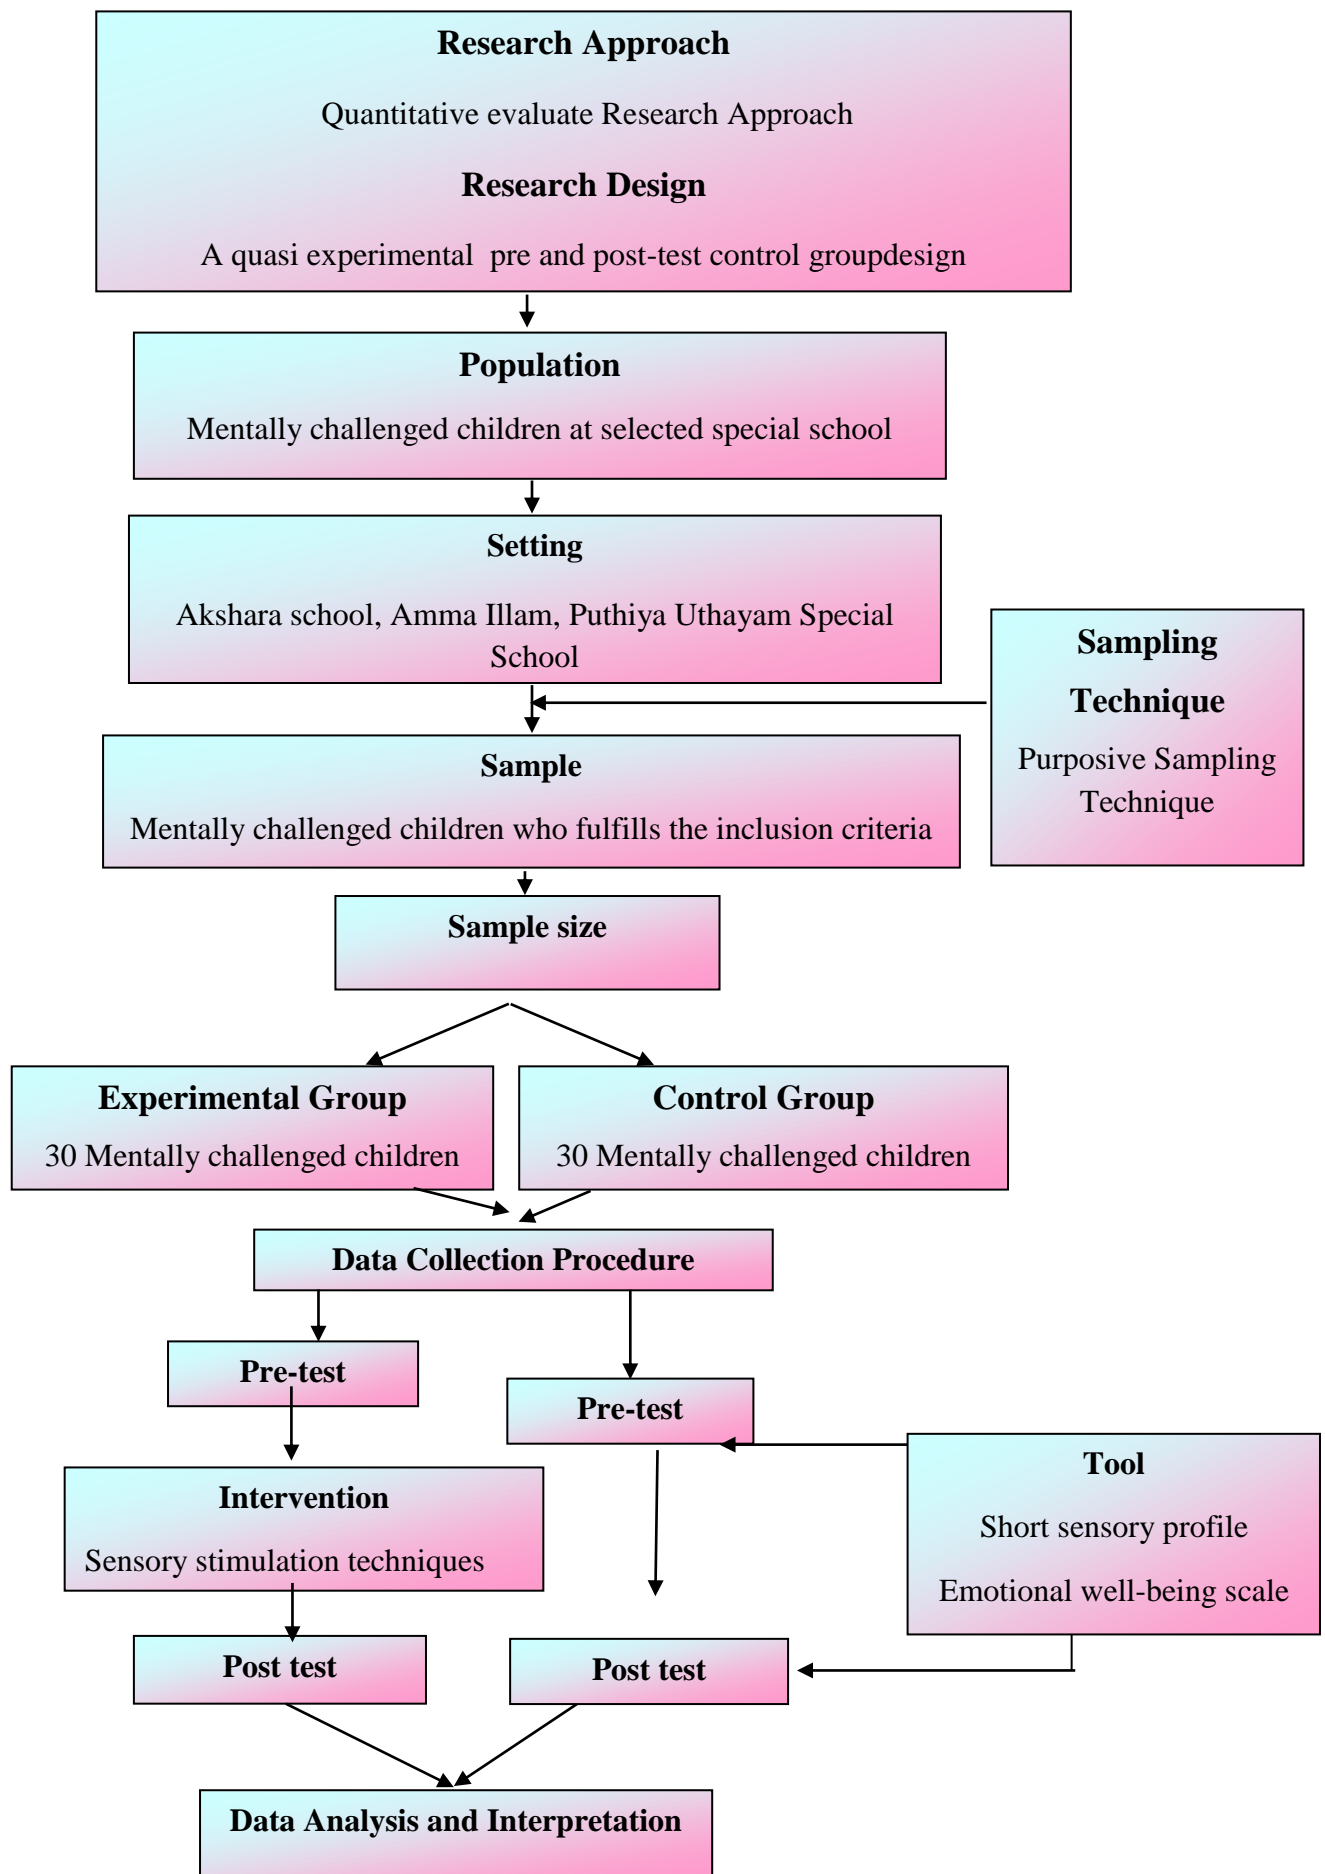 Research Approach
Quantitative evaluate Research Approach
Research Design
A quasi experimental  pre and post-test control groupdesign
Population
Mentally challenged children at selected special school
Setting
Akshara school, Amma Illam, Puthiya Uthayam Special
School
Sampling
Technique
Purposive Sampling
Technique
Sample
Mentally challenged children who fulfills the inclusion criteria
Sample size
Experimental Group
30 Mentally challenged children
Control Group
30 Mentally challenged children
Data Collection Procedure
Pre-test
Pre-test
Tool
Short sensory profile
Emotional well-being scale
Intervention
Sensory stimulation techniques
Post test
Post test
Data Analysis and Interpretation